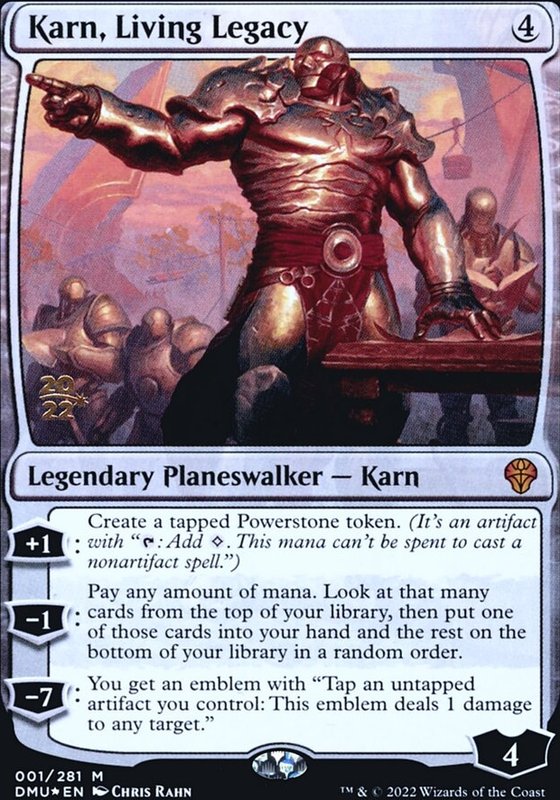 Karn, Living Legacy 4
20
22
Legendary Planeswalker — Karn
+1 : Create a tapped Powerstone token. (It's an artifact
with “T: Add C. This mana can't be spent to cast a
nonartifact spell.”)
−1 : Pay any amount of mana. Look at that many
cards from the top of your library, then put one
of those cards into your hand and the rest on the
bottom of your library in a random order.
−7 : You get an emblem with “Tap an untapped
artifact you control: This emblem deals 1 damage
to any target.”
4
001/281 M
DMU★EN Chris Rahn
™ & © 2022 Wizards of the Coast